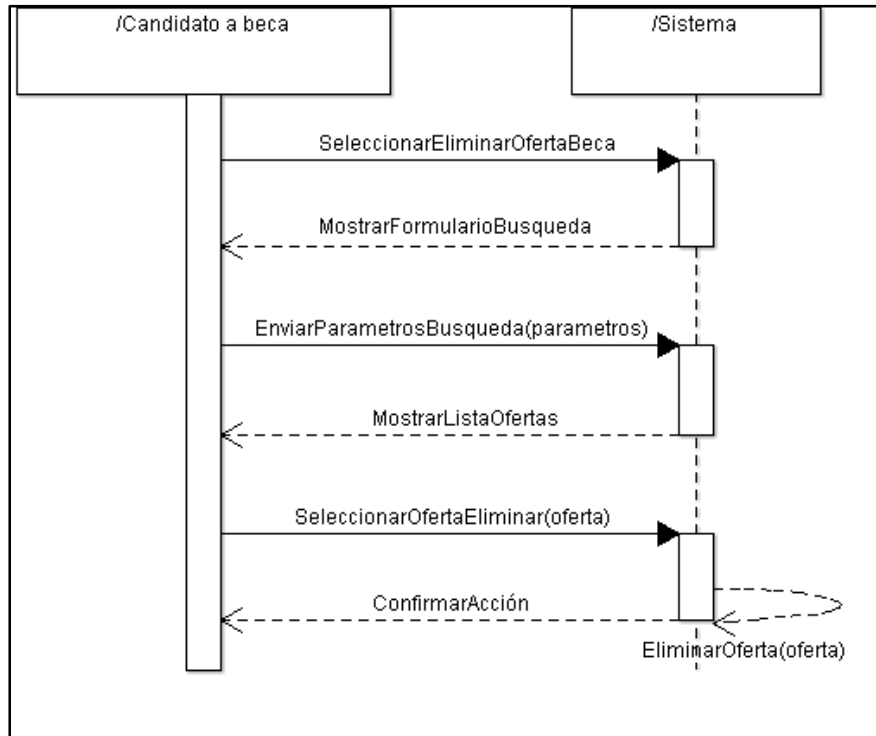 /Candidato a beca
/Sistema
SeleccionarEliminarOfertaBeca
MostrarFormularioBusqueda
EnviarParametrosBusqueda(parametros)
MostrarListaOfertas
SeleccionarOfertaEliminar(oferta)
ConfirmarAcción
EliminarOferta(oferta)